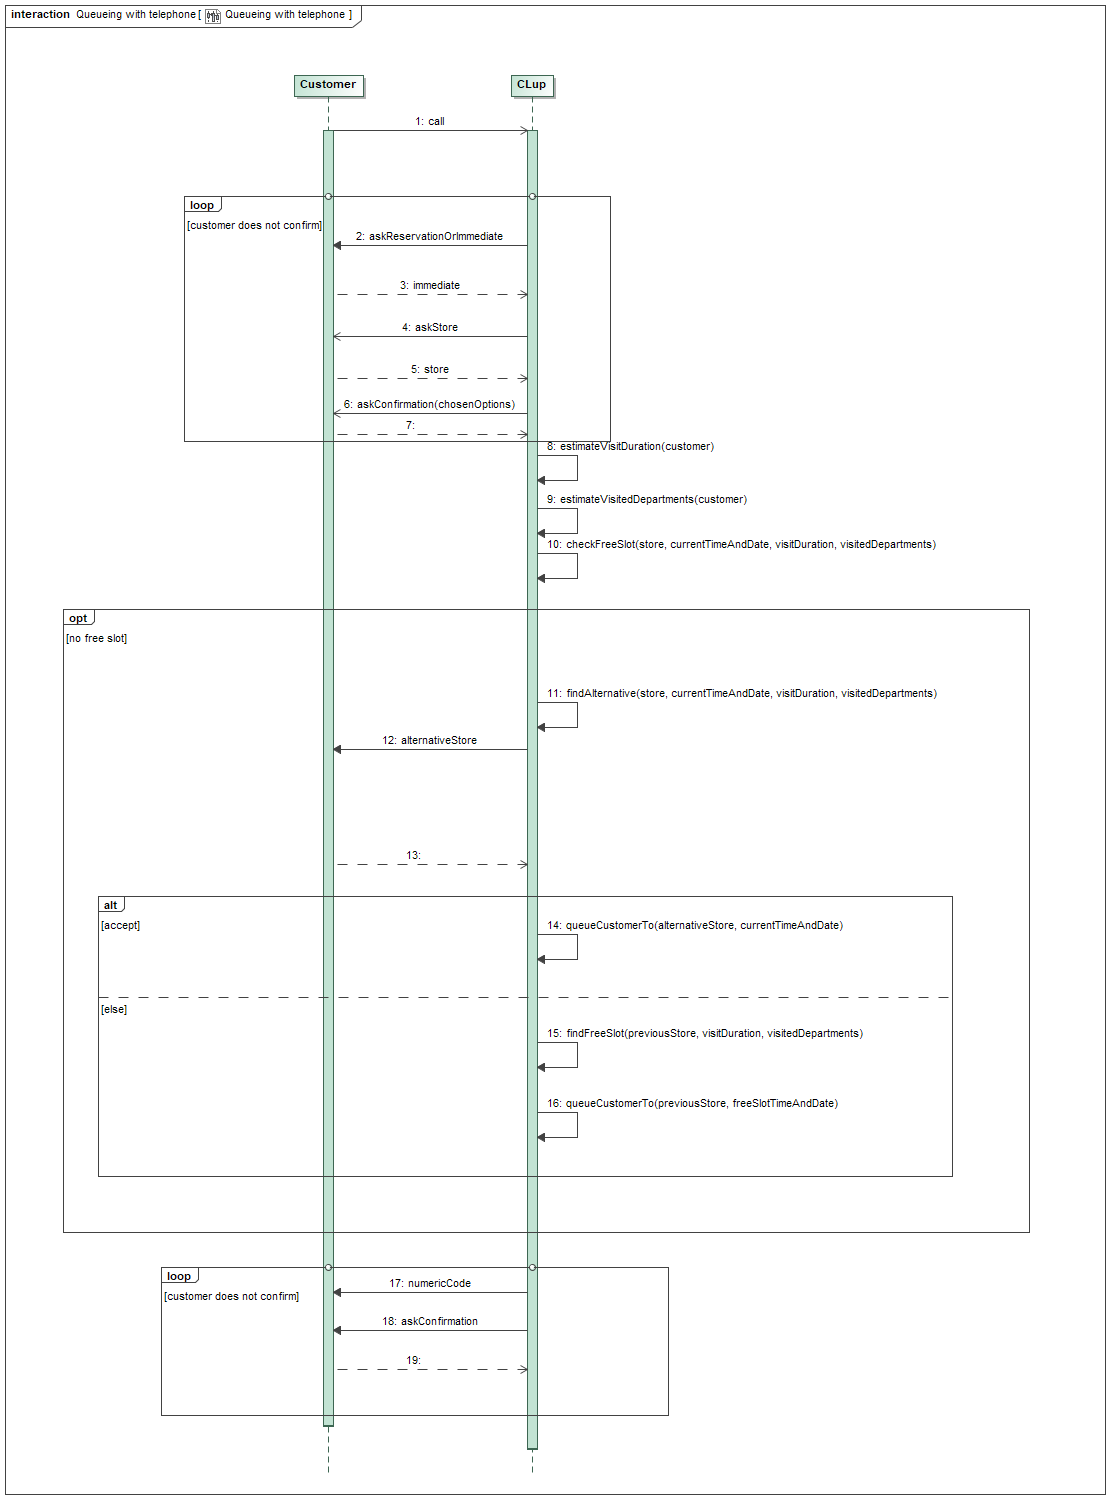 interaction Queueing with telephone [ Queueing with telephone ]
Customer
CLup
1: call
loop
[customer does not confirm]
2: askReservationOrImmediate
3: immediate
4: askStore
5: store
6: askConfirmation(chosenOptions)
7:
8: estimateVisitDuration(customer)
9: estimateVisitedDepartments(customer)
10: checkFreeSlot(store, currentTimeAndDate, visitDuration, visitedDepartments)
opt
[no free slot]
11: findAlternative(store, currentTimeAndDate, visitDuration, visitedDepartments)
12: alternativeStore
13:
alt
[accept]
14: queueCustomerTo(alternativeStore, currentTimeAndDate)
[else]
15: findFreeSlot(previousStore, visitDuration, visitedDepartments)
16: queueCustomerTo(previousStore, freeSlotTimeAndDate)
loop
[customer does not confirm]
17: numericCode
18: askConfirmation
19: